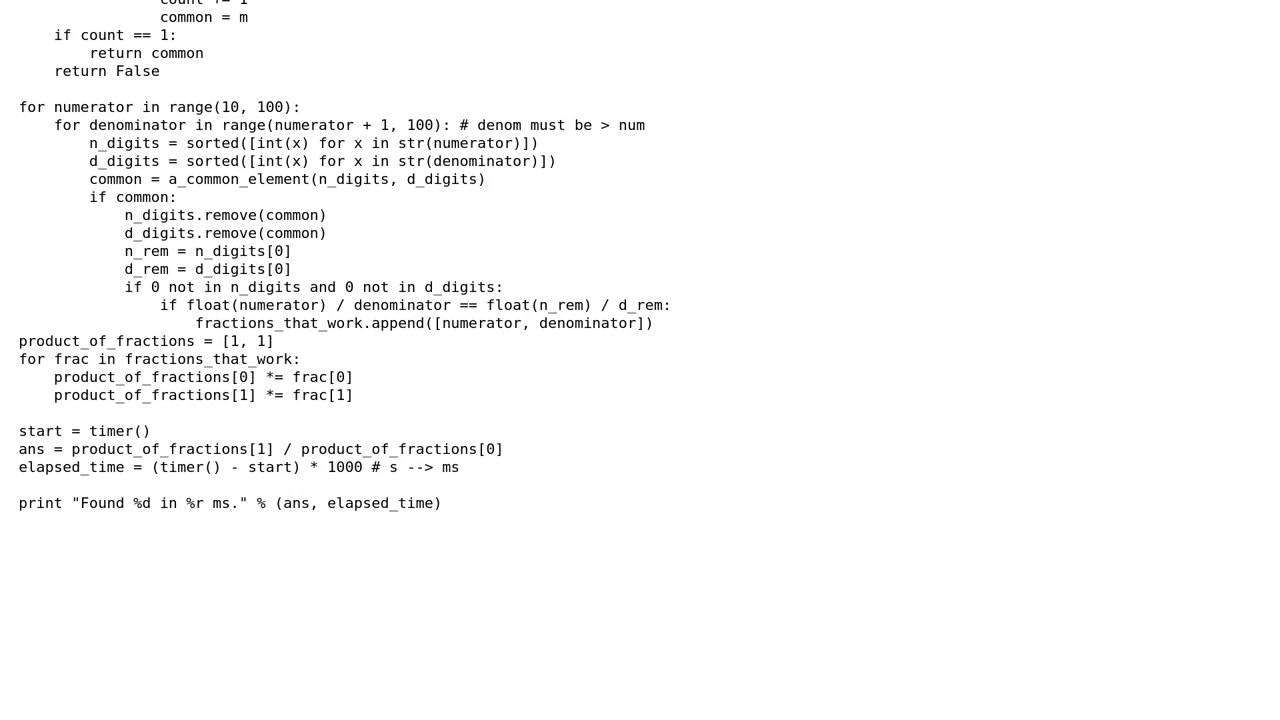 count += 1
common = m
if count == 1:
return common
return False
for numerator in range(10, 100):
for denominator in range(numerator + 1, 100): # denom must be > num
n_digits = sorted([int(x) for x in str(numerator)])
d_digits = sorted([int(x) for x in str(denominator)])
common = a_common_element(n_digits, d_digits)
if common:
n_digits.remove(common)
d_digits.remove(common)
n_rem = n_digits[0]
d_rem = d_digits[0]
if 0 not in n_digits and 0 not in d_digits:
if float(numerator) / denominator == float(n_rem) / d_rem:
fractions_that_work.append([numerator, denominator])
product_of_fractions = [1, 1]
for frac in fractions_that_work:
product_of_fractions[0] *= frac[0]
product_of_fractions[1] *= frac[1]
start = timer()
ans = product_of_fractions[1] / product_of_fractions[0]
elapsed_time = (timer() - start) * 1000 # s --> ms
print "Found %d in %r ms." % (ans, elapsed_time)